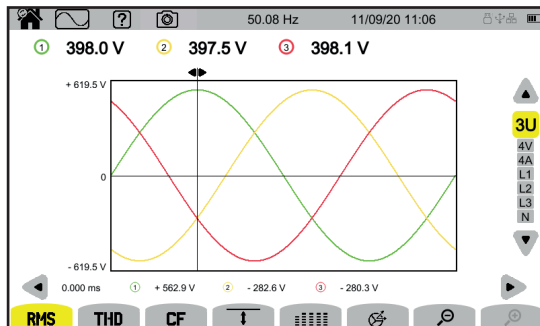 ? 50.08 Hz 11/09/20 11:06
1 398.0 V 2 397.5 V 3 398.1 V
+ 619.5 V
3U
4V
4A
L1
L2
L3
N
0
- 619.5 V
0.000 ms 1 + 562.9 V 2 - 282.6 V 3 - 280.3 V
RMS THD CF